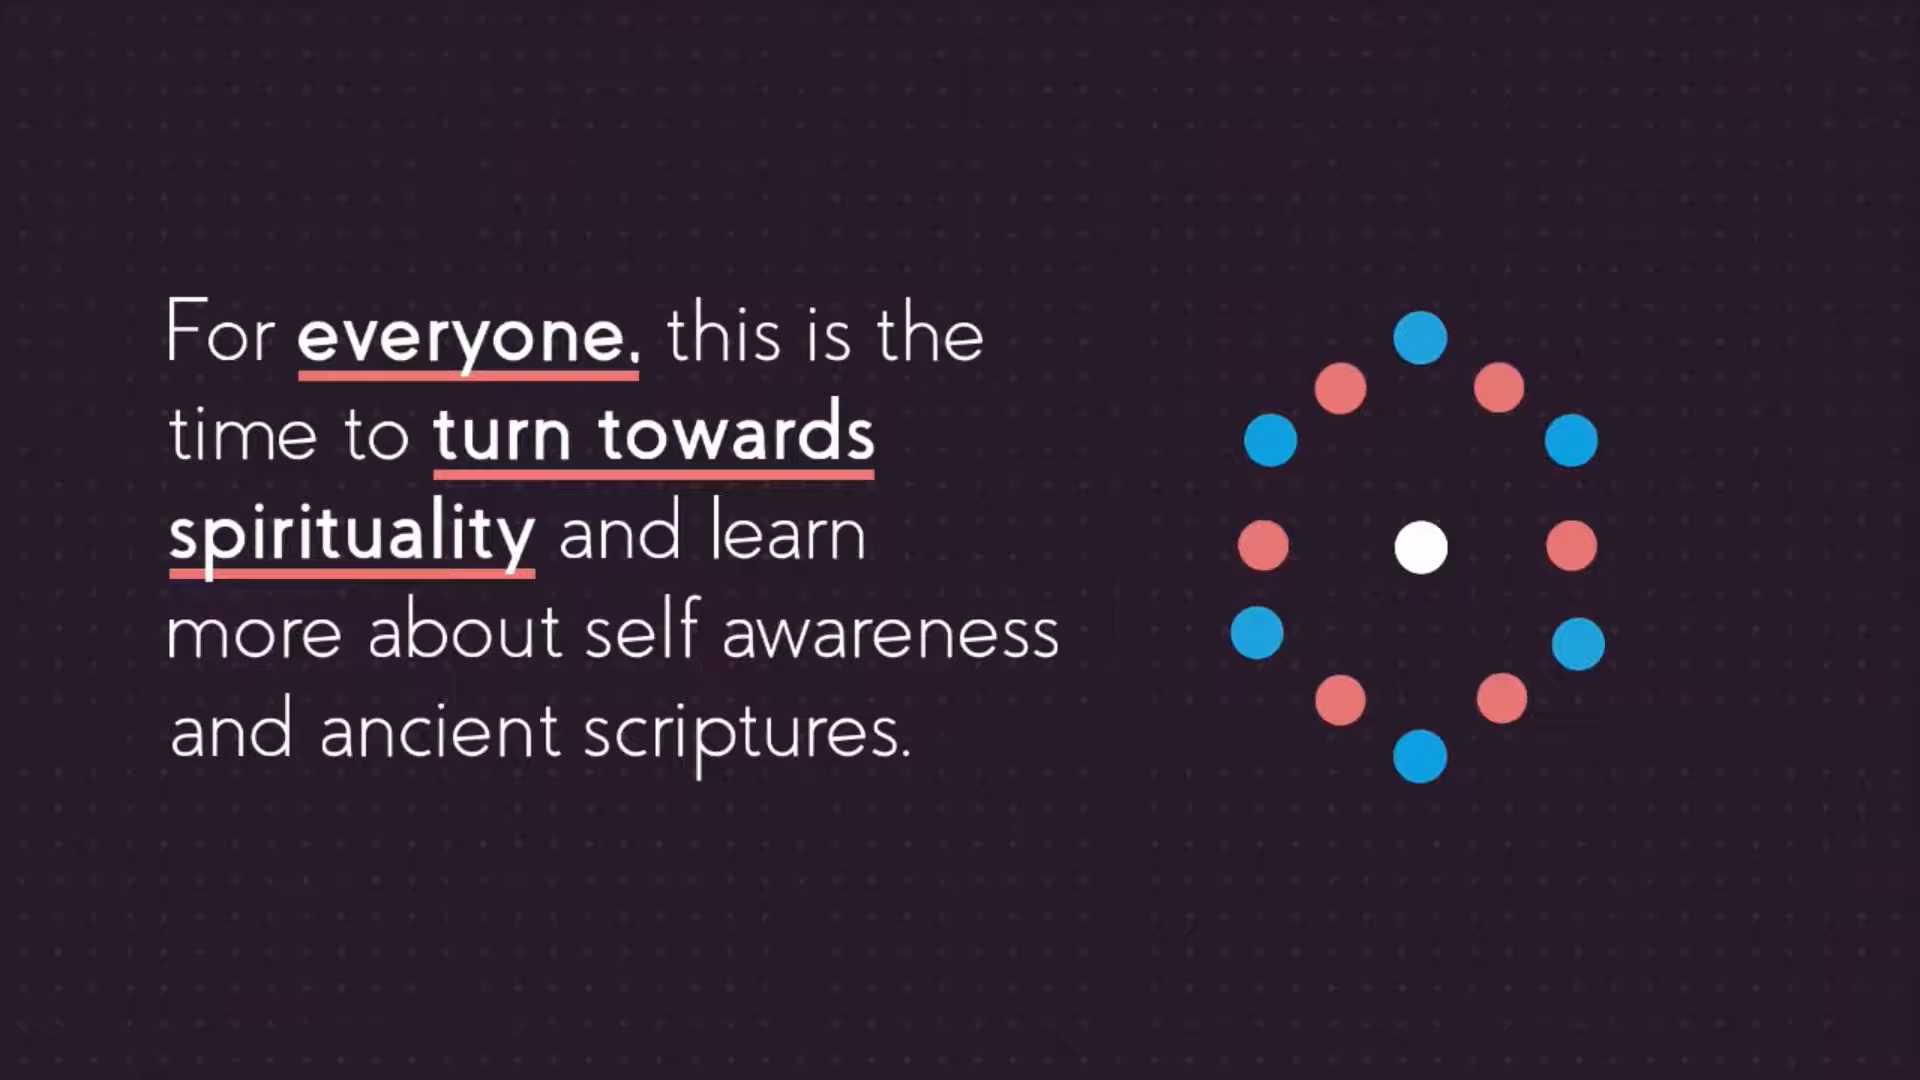 For everyone, this is the
time to turn towards
spirituality and learn
more about self awareness
and ancient scriptures.